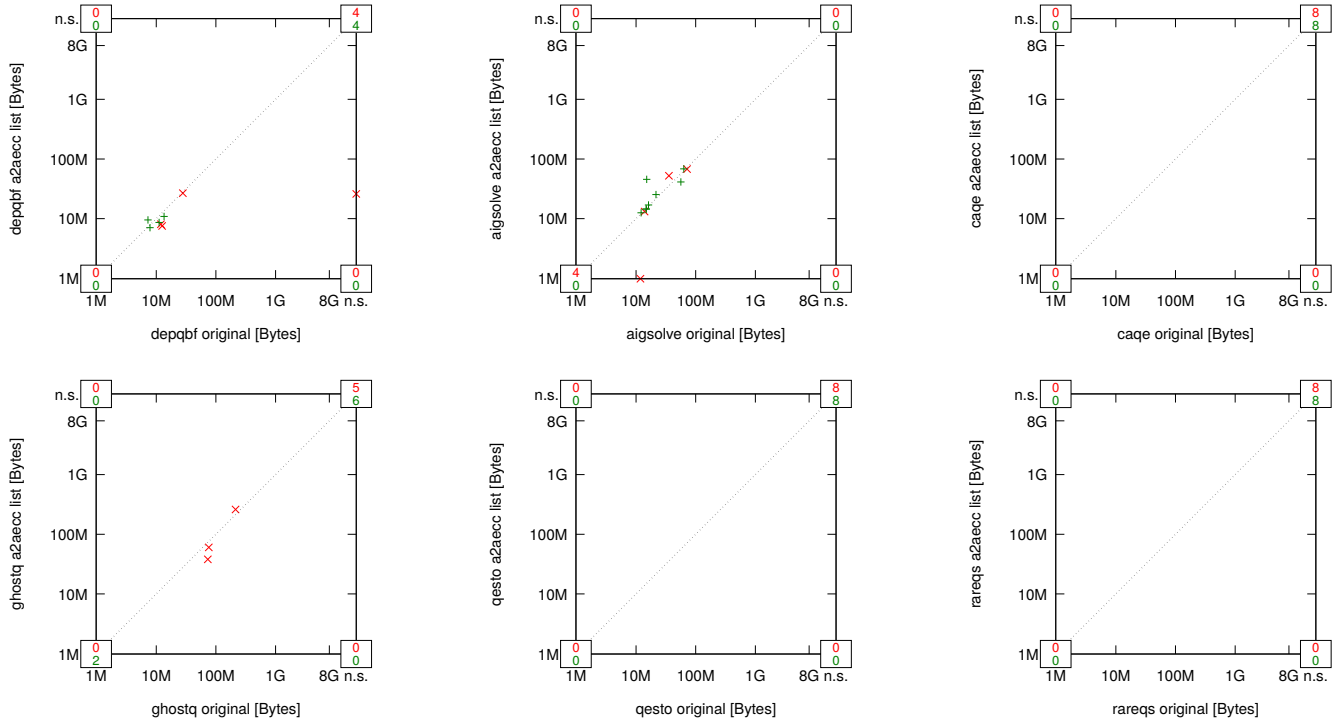 n.s. 0 0 4 4
8G
1G
100M
10M
1M 0 0 0 0
1M 10M 100M 1G 8G n.s.
depqbf a2aecc list [Bytes]
depqbf original [Bytes]
n.s. 0 0 0 0
8G
1G
100M
10M
1M 4 0 0 0
1M 10M 100M 1G 8G n.s.
aigsolve a2aecc list [Bytes]
aigsolve original [Bytes]
n.s. 0 0 8 8
8G
1G
100M
10M
1M 0 0 0 0
1M 10M 100M 1G 8G n.s.
caqe a2aecc list [Bytes]
caqe original [Bytes]
n.s. 0 0 5 6
8G
1G
100M
10M
1M 0 2 0 0
1M 10M 100M 1G 8G n.s.
ghostq a2aecc list [Bytes]
ghostq original [Bytes]
n.s. 0 0 8 8
8G
1G
100M
10M
1M 0 0 0 0
1M 10M 100M 1G 8G n.s.
qesto a2aecc list [Bytes]
qesto original [Bytes]
n.s. 0 0 8 8
8G
1G
100M
10M
1M 0 0 0 0
1M 10M 100M 1G 8G n.s.
rareqs a2aecc list [Bytes]
rareqs original [Bytes]